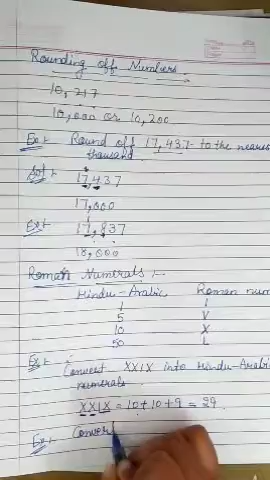 Rounding off Numbers
10,217
10,000 or 10,200
Ex:- Round off 17,437 to the nearest
thousand.
Sol:- 17,437
17,000
Ex:- 17,837
18,000
Roman Numerals :-
Hindu-Arabic Roman num
1 I
5 V
10 X
50 L
Ex:- Convert XXIX into Hindu-Arabic
numerals
XXIX = 10 + 10 + 9 = 29.
Ex:- Conver